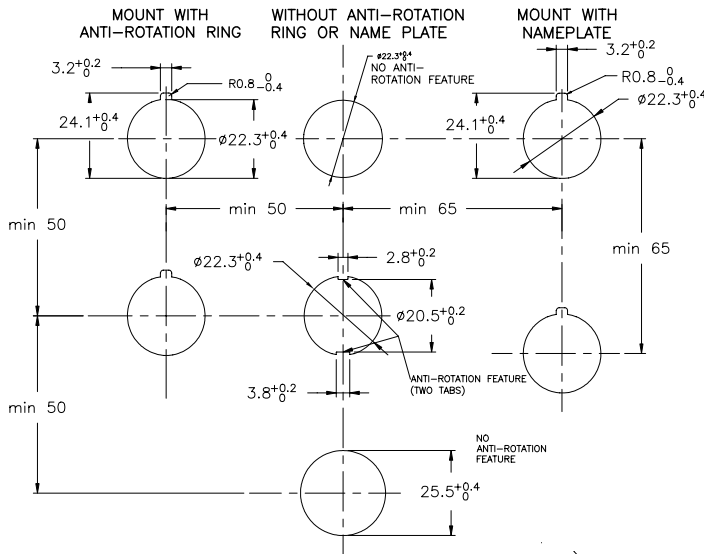 MOUNT WITH
ANTI-ROTATION RING
WITHOUT ANTI-ROTATION
RING OR NAME PLATE
MOUNT WITH
NAMEPLATE
3.2+0.2 0
R0.8 0 -0.4
24.1+0.4 0
ø22.3+0.4 0
ø22.3+0.4 0
NO ANTI-
ROTATION FEATURE
3.2+0.2 0
R0.8 0 -0.4
ø22.3+0.4 0
24.1+0.4 0
min 50
min 50
min 65
min 65
ø22.3+0.4 0
2.8+0.2 0
ø20.5+0.2 0
3.8+0.2 0
ANTI-ROTATION FEATURE
(TWO TABS)
min 50
NO
ANTI-ROTATION
FEATURE
25.5+0.4 0